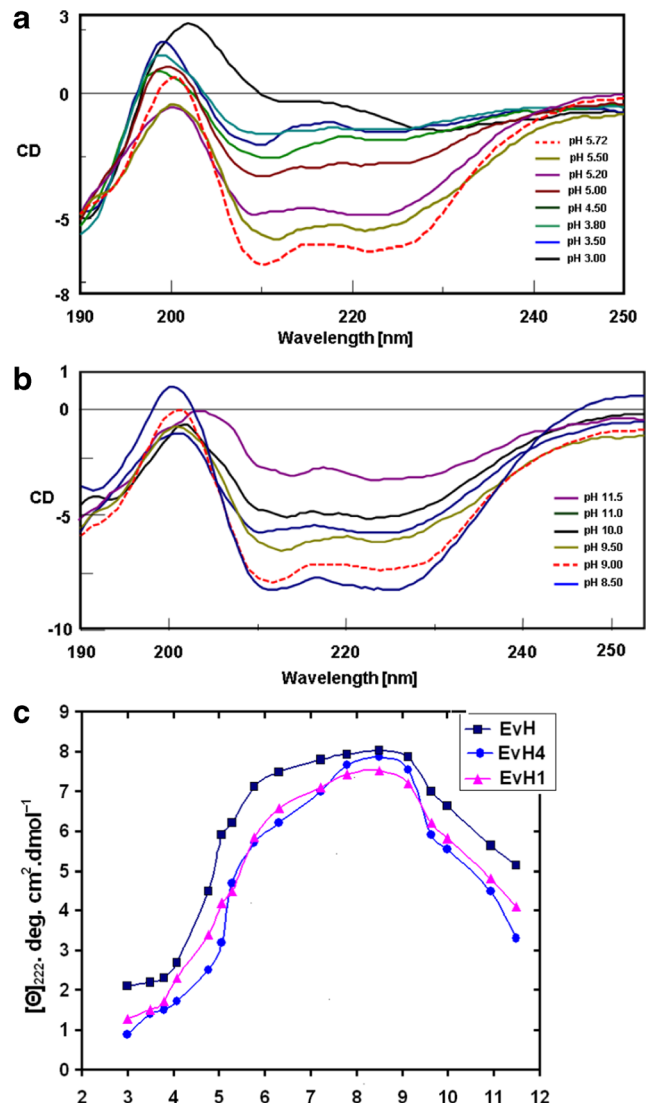 a
3
0
CD
-5
-8
pH 5.72
pH 5.50
pH 5.20
pH 5.00
pH 4.50
pH 3.80
pH 3.50
pH 3.00
190 200 220 240 250
Wavelength [nm]
b
1
0
CD
-5
-10
pH 11.5
pH 11.0
pH 10.0
pH 9.50
pH 9.00
pH 8.50
190 200 220 240 250
Wavelength [nm]
c
9
8
7
6
5
4
3
2
1
0
[Θ]222. deg. cm2.dmol–1
EvH
EvH4
EvH1
2 3 4 5 6 7 8 9 10 11 12